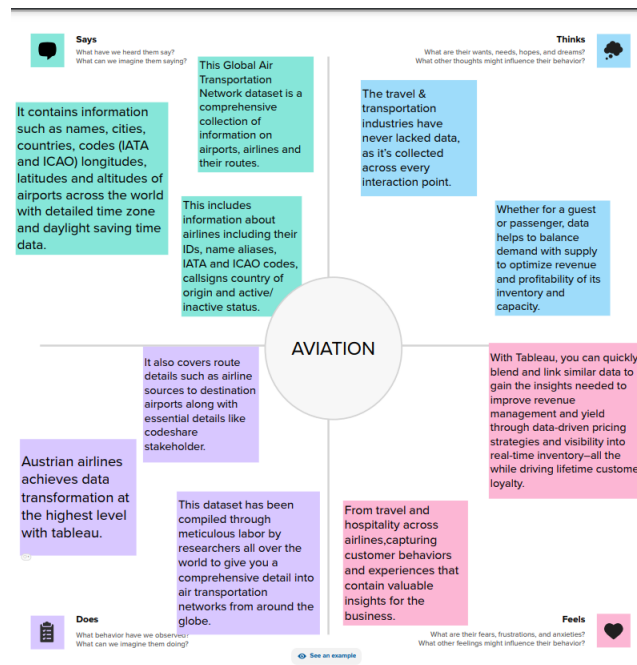 Says
What have we heard them say?
What can we imagine them saying?
This Global Air
Transportation
Network dataset is a
comprehensive
collection of
information on
airports, airlines and
their routes.
It contains information
such as names, cities,
countries, codes (IATA
and ICAO) longitudes,
latitudes and altitudes of
airports across the world
with detailed time zone
and daylight saving time
data.
This includes
information about
airlines including their
IDs, name aliases,
IATA and ICAO codes,
callsigns country of
origin and active/
inactive status.
Thinks
What are their wants, needs, hopes, and dreams?
What other thoughts might influence their behavior?
The travel &
transportation
industries have
never lacked data,
as it's collected
across every
interaction point.
Whether for a guest
or passenger, data
helps to balance
demand with supply
to optimize revenue
and profitability of its
inventory and
capacity.
AVIATION
It also covers route
details such as airline
sources to destination
airports along with
essential details like
codeshare
stakeholder.
Austrian airlines
achieves data
transformation at
the highest level
with tableau.
This dataset has been
compiled through
meticulous labor by
researchers all over the
world to give you a
comprehensive detail into
air transportation
networks from around the
globe.
Does
What behavior have we observed?
What can we imagine them doing?
With Tableau, you can quickly
blend and link similar data to
gain the insights needed to
improve revenue
management and yield
through data-driven pricing
strategies and visibility into
real-time inventory–all the
while driving lifetime custome
loyalty.
From travel and
hospitality across
airlines,capturing
customer behaviors
and experiences that
contain valuable
insights for the
business.
Feels
What are their fears, frustrations, and anxieties?
What other feelings might influence their behavior?
See an example